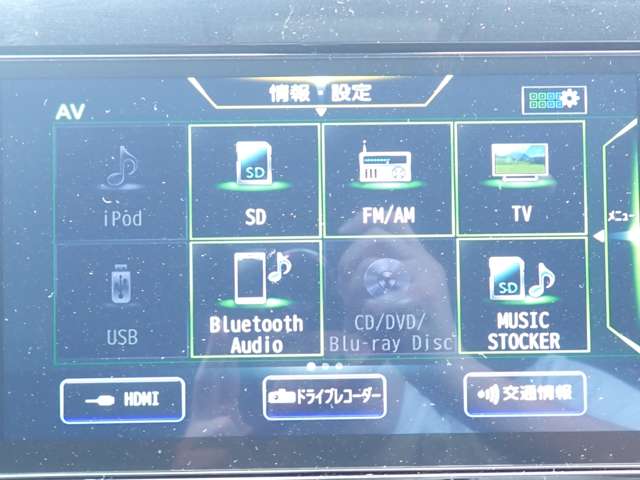 情報・設定
AV
iPod
SD
SD
FM/AM
TV
メニュー
USB
Bluetooth
Audio
CD/DVD/
Blu-ray Disc
SD
MUSIC
STOCKER
HDMI
ドライブレコーダー
交通情報